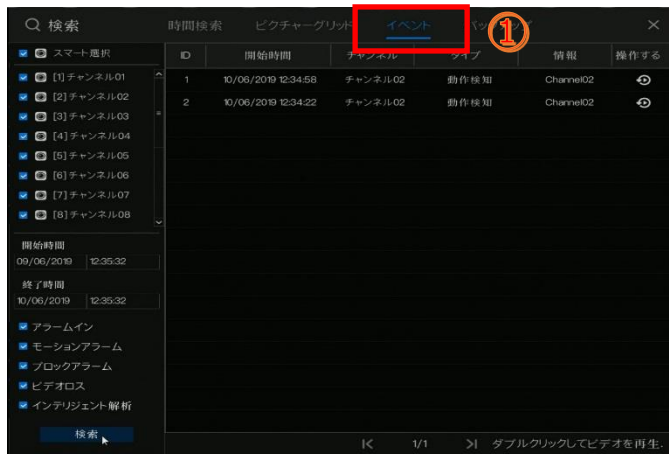 検索
時間検索 ピクチャーグリッド イベント バックアップ
①
スマート選択
[1]チャンネル01
[2]チャンネル02
[3]チャンネル03
[4]チャンネル04
[5]チャンネル05
[6]チャンネル06
[7]チャンネル07
[8]チャンネル08
開始時間
09/06/2019 12:35:32
終了時間
10/06/2019 12:35:32
アラームイン
モーションアラーム
ブロックアラーム
ビデオロス
インテリジェント解析
検索
ID 開始時間 チャンネル タイプ 情報 操作する
1 10/06/2019 12:34:58 チャンネル02 動作検知 Channel02
2 10/06/2019 12:34:22 チャンネル02 動作検知 Channel02
1/1 ダブルクリックしてビデオを再生.